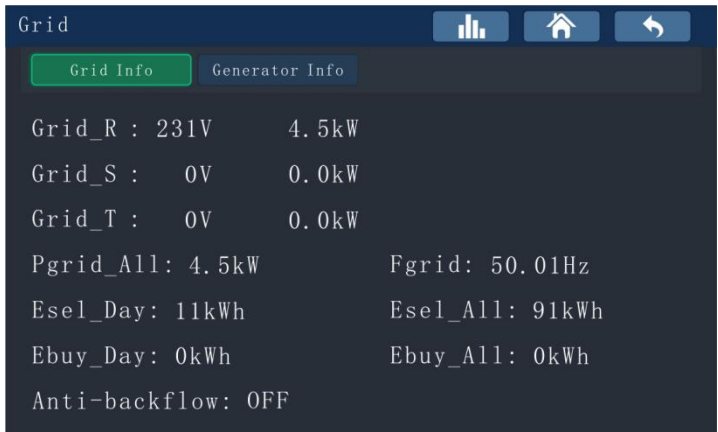 Grid
Grid Info Generator Info
Grid_R : 231V 4.5kW
Grid_S : 0V 0.0kW
Grid_T : 0V 0.0kW
Pgrid_All: 4.5kW Fgrid: 50.01Hz
Esel_Day: 11kWh Esel_All: 91kWh
Ebuy_Day: 0kWh Ebuy_All: 0kWh
Anti-backflow: OFF